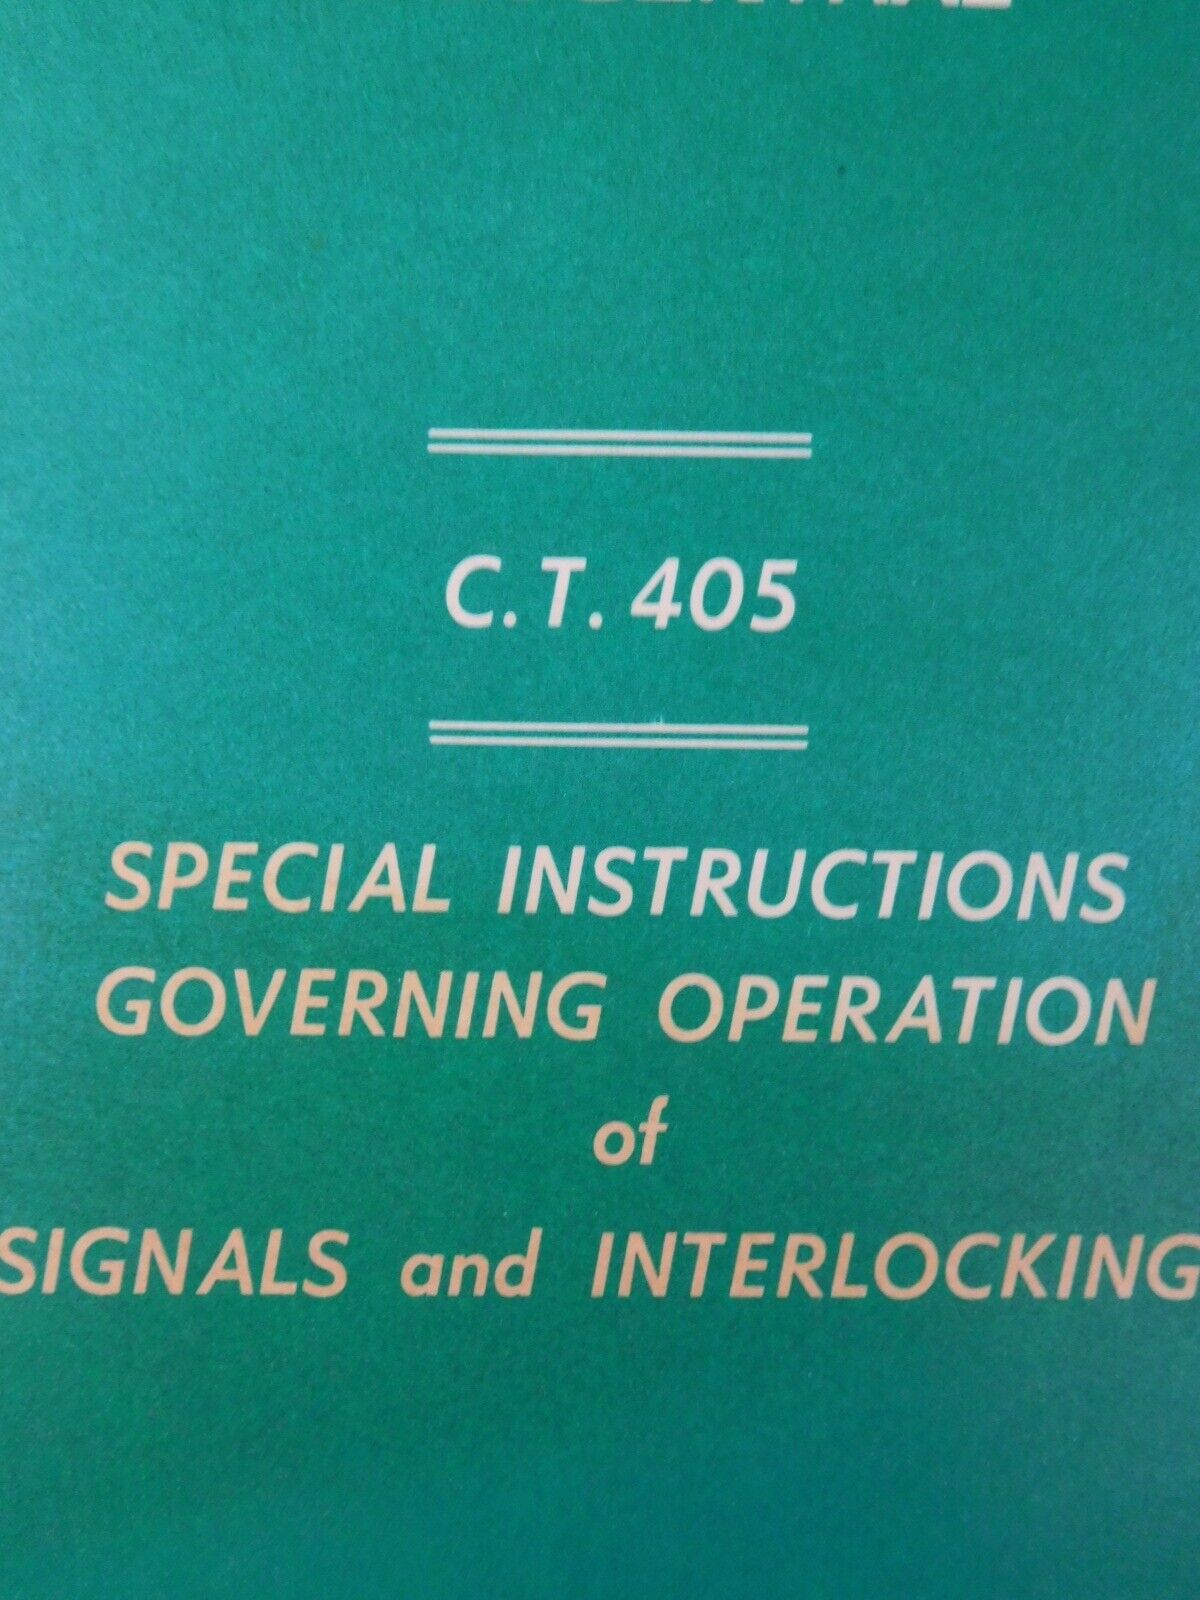 C.T. 405
SPECIAL INSTRUCTIONS
GOVERNING OPERATION
of
SIGNALS and INTERLOCKING